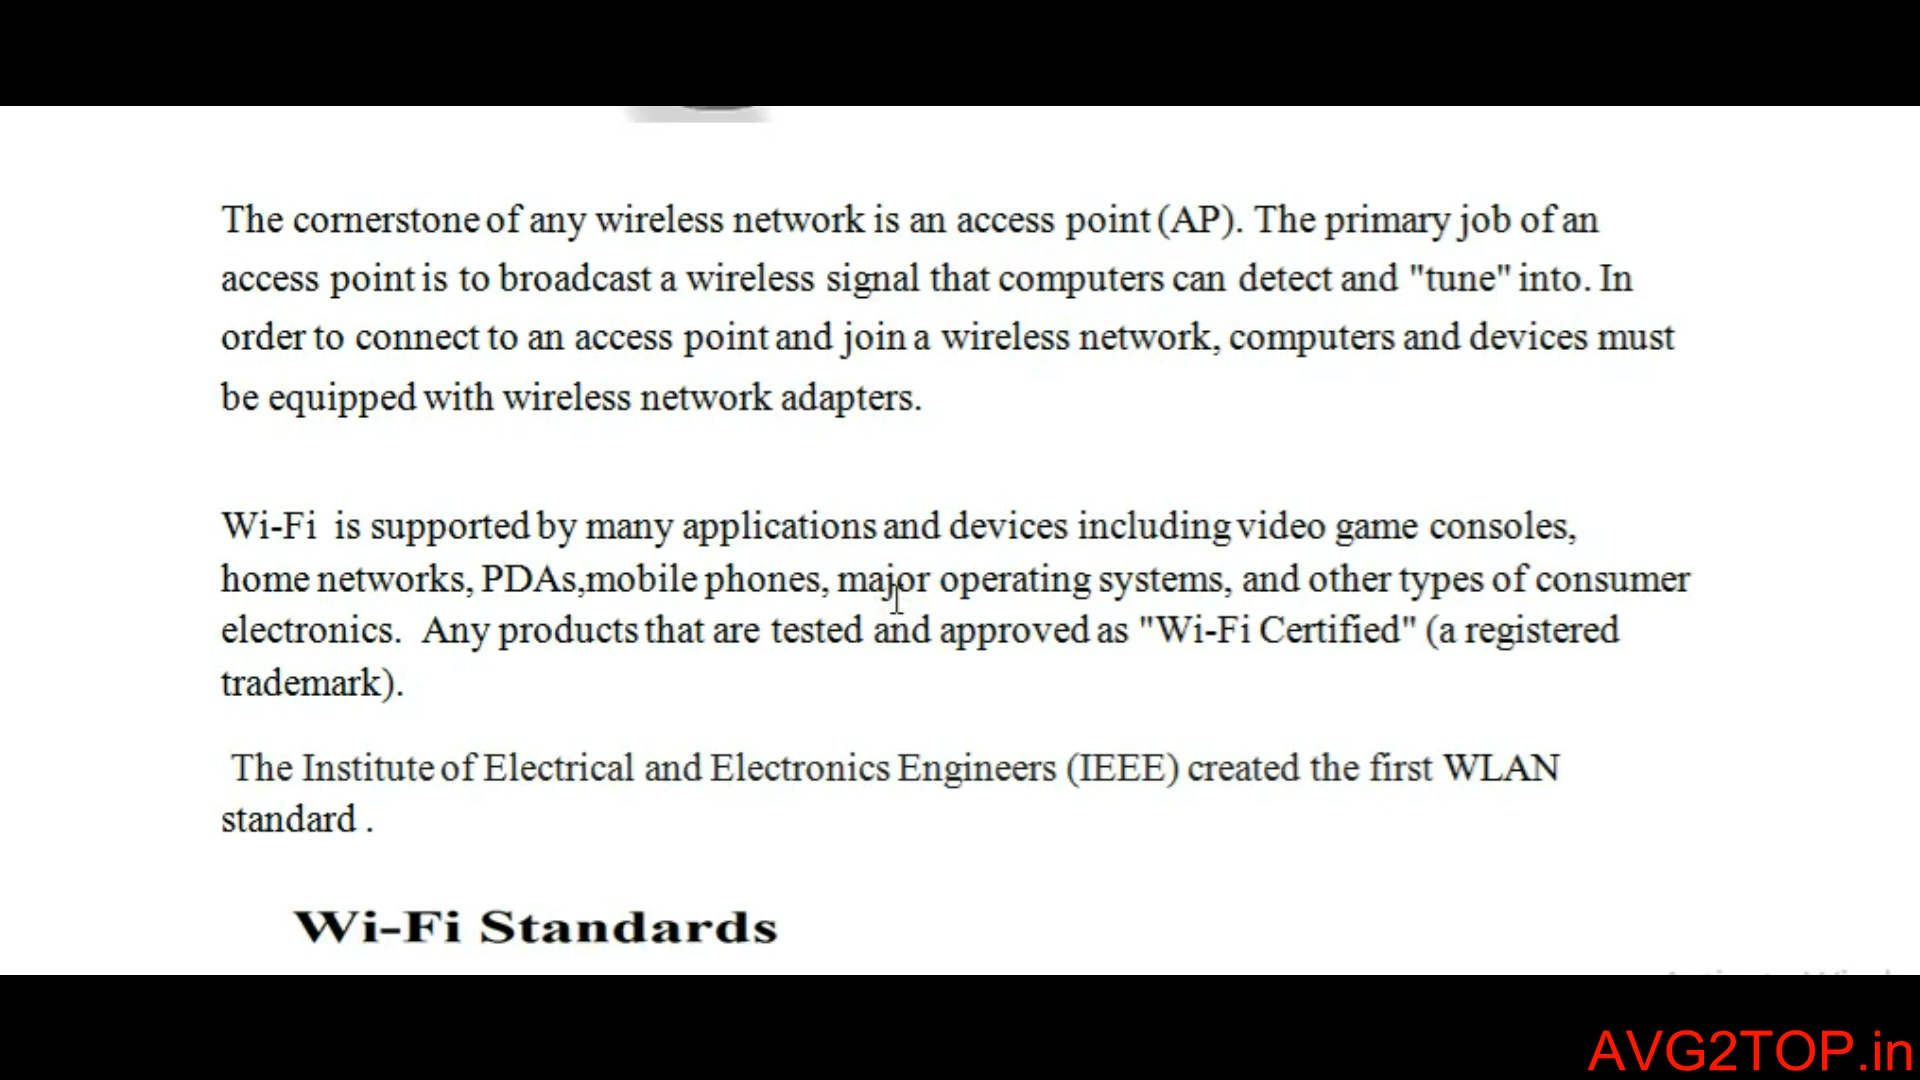 The cornerstone of any wireless network is an access point (AP). The primary job of an
access point is to broadcast a wireless signal that computers can detect and "tune" into. In
order to connect to an access point and join a wireless network, computers and devices must
be equipped with wireless network adapters.
Wi-Fi is supported by many applications and devices including video game consoles,
home networks, PDAs,mobile phones, major operating systems, and other types of consumer
electronics. Any products that are tested and approved as "Wi-Fi Certified" (a registered
trademark).
The Institute of Electrical and Electronics Engineers (IEEE) created the first WLAN
standard .
Wi-Fi Standards
AVG2TOP.in